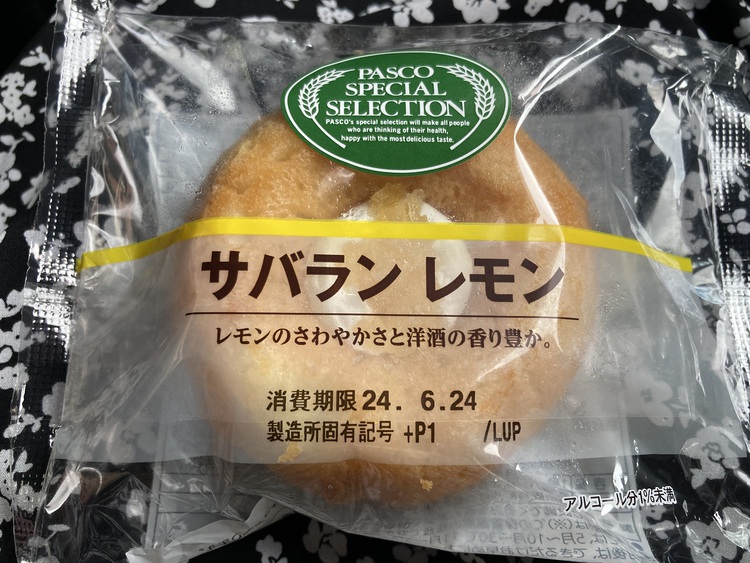 PASCO
SPECIAL
SELECTION
PASCO's special selection will make all people
who are thinking of their health,
happy with the most delicious taste.
サバラン レモン
レモンのさわやかさと洋酒の香り豊か。
消費期限 24. 6.24
製造所固有記号 +P1 /LUP
アルコール分1%未満